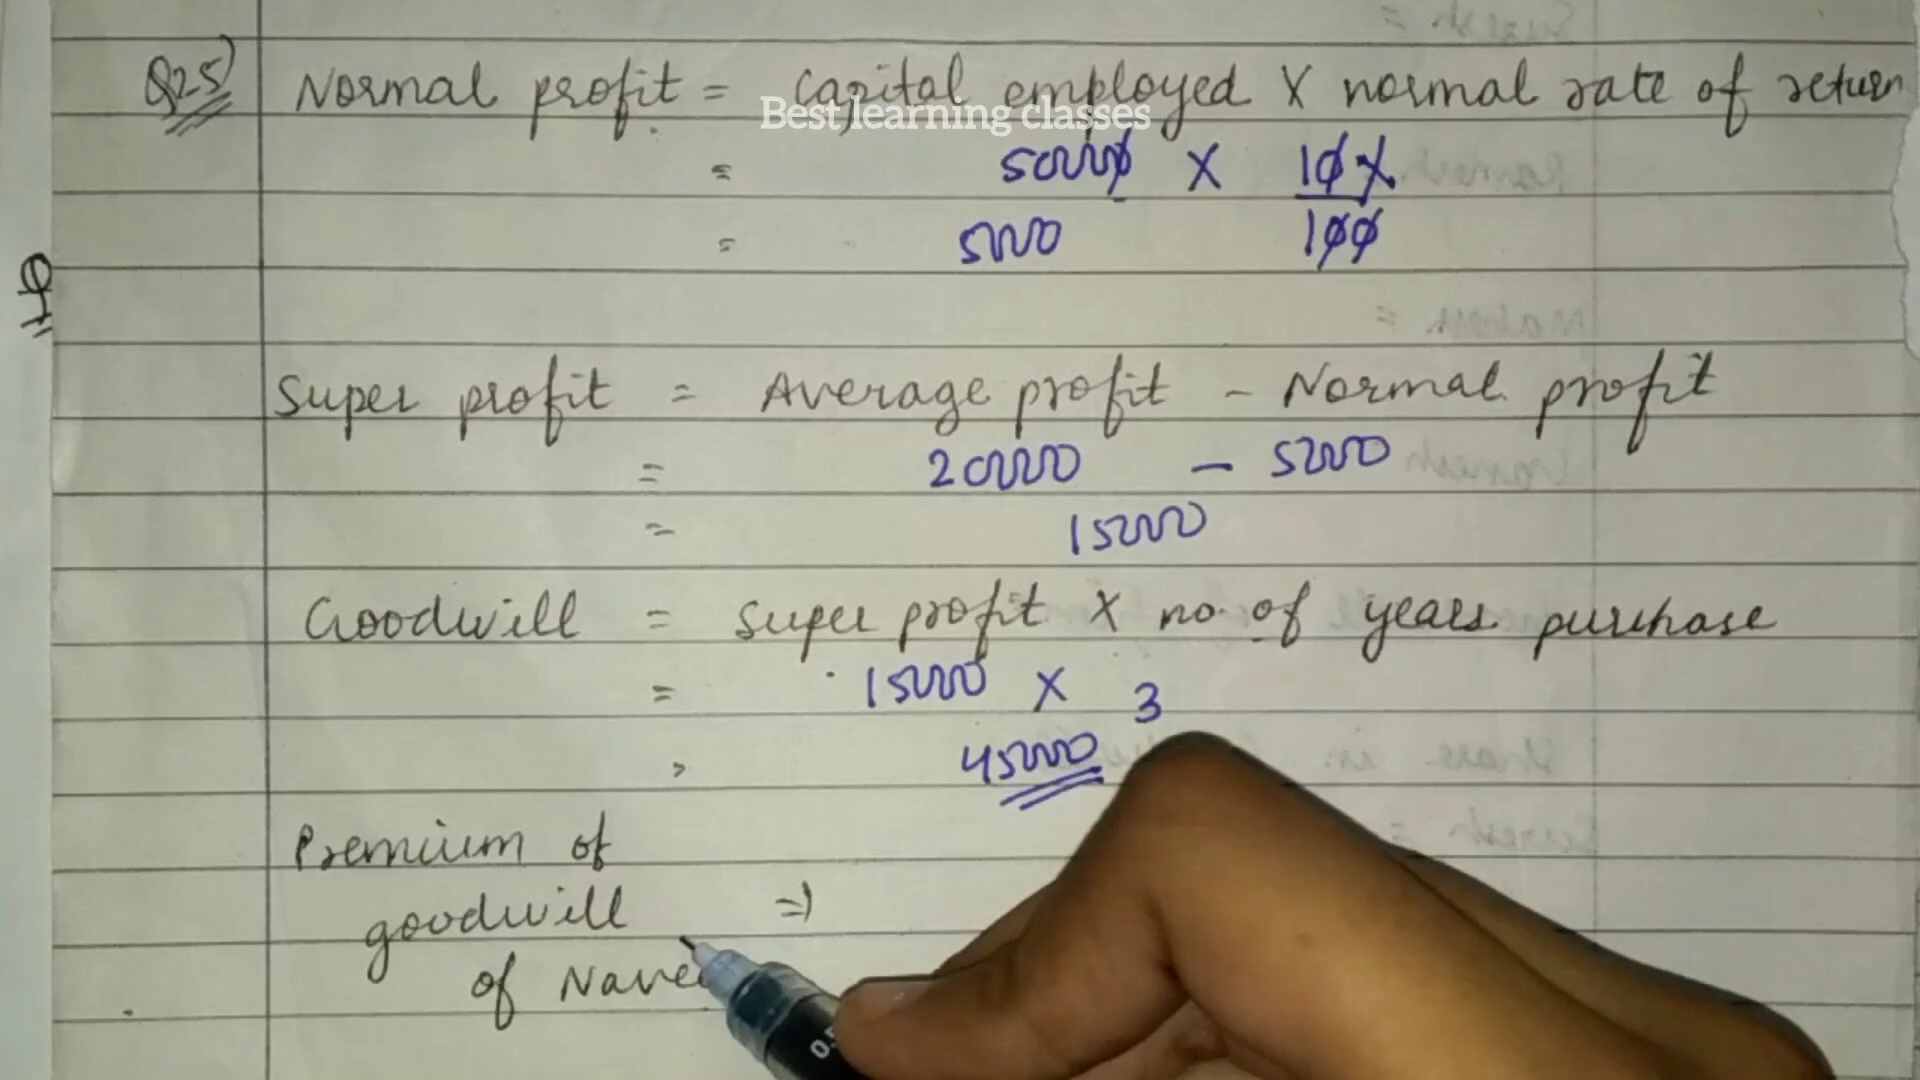 Q25) Normal profit = capital employed X normal rate of return
Best learning classes
= 50000 X 10%
= 5000 100
Super profit = Average profit - Normal profit
= 20000 - 5000
= 15000
Goodwill = super profit X no. of years purchase
= 15000 X 3
45000
Premium of
goodwill =)
of